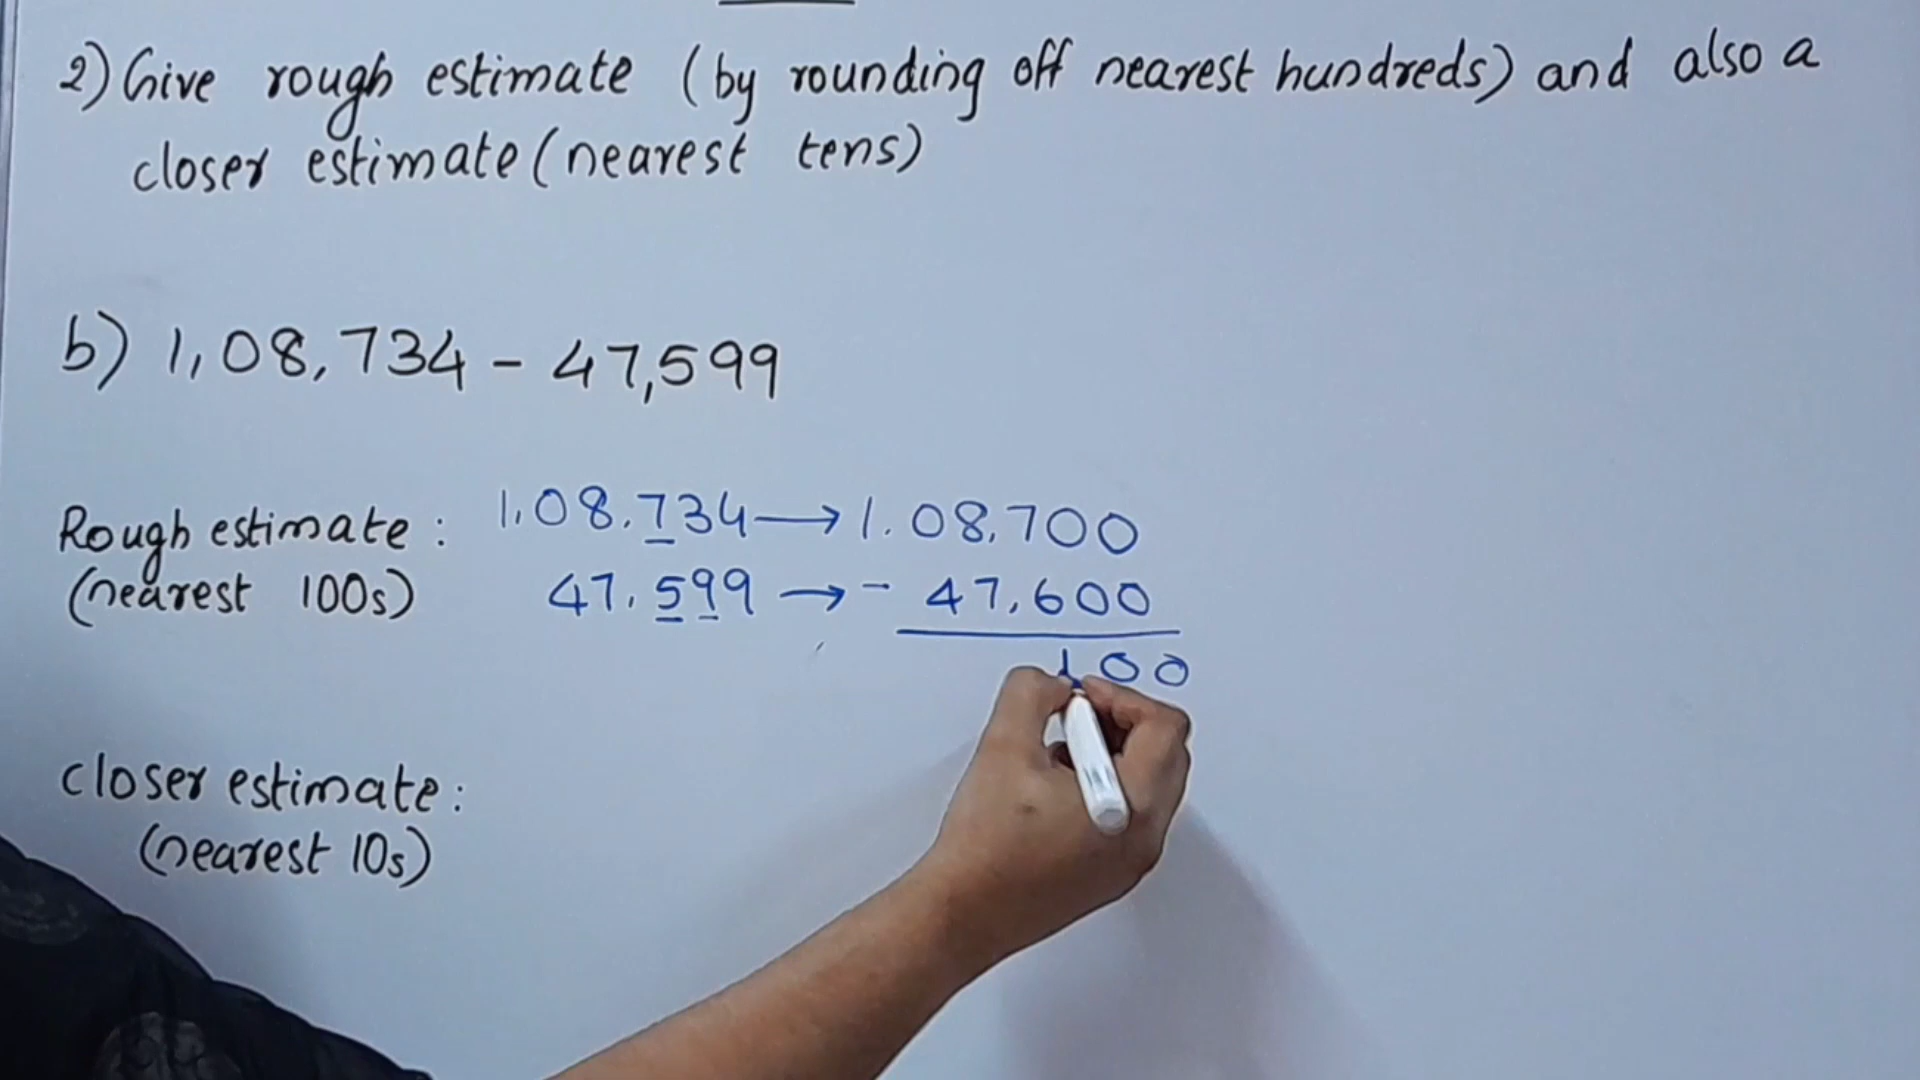 2) Give rough estimate (by rounding off nearest hundreds) and also a
closer estimate (nearest tens)
b) 1,08,734 - 47,599
Rough estimate : 1,08,734 → 1.08,700
(nearest 100s) 47,599 → - 47,600
100
closer estimate :
(nearest 10s)